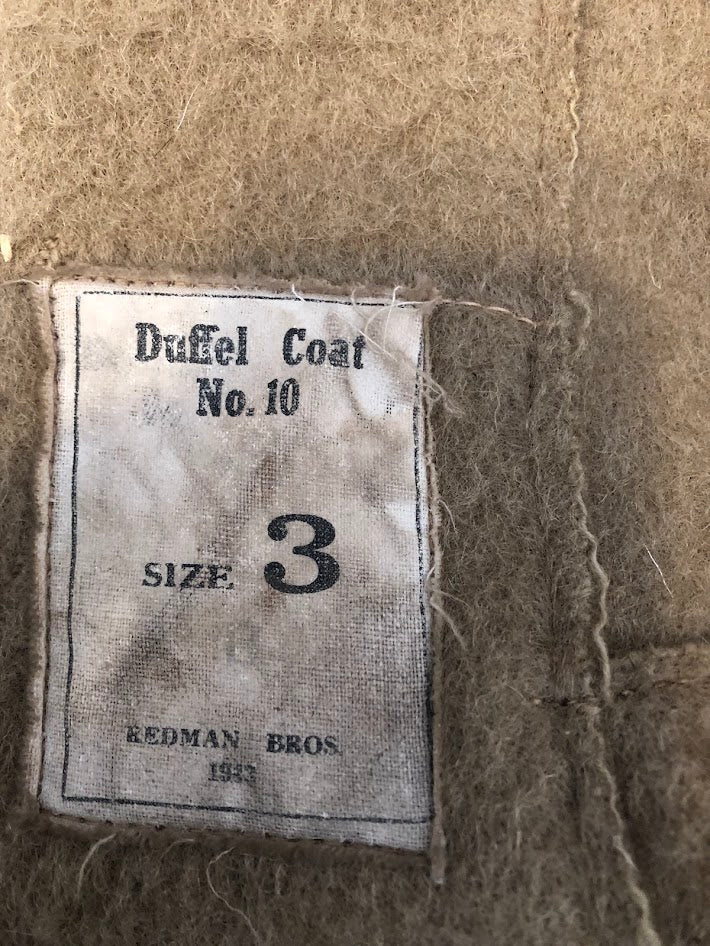 Duffel Coat
No. 10
SIZE 3
REDMAN BROS.